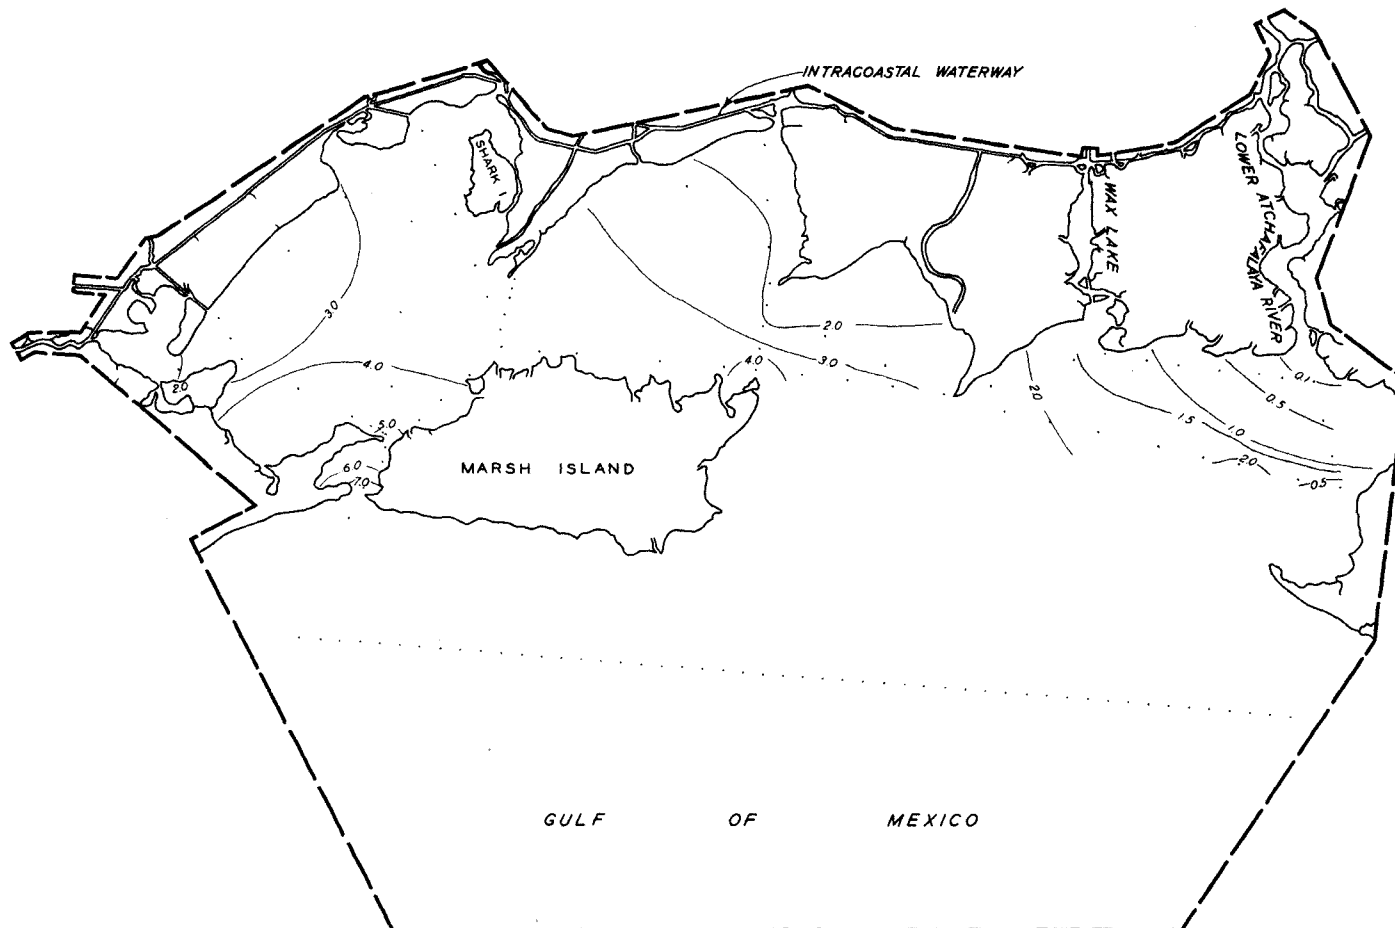 INTRACOASTAL WATERWAY
SHARK I
WAX LAKE
LOWER ATCHAFALAYA RIVER
3.0
2.0
3.0
4.0
4.0
2.0
2.0
0.1
0.5
1.5
1.0
2.0
0.5
5.0
6.0
7.0
MARSH ISLAND
GULF OF MEXICO